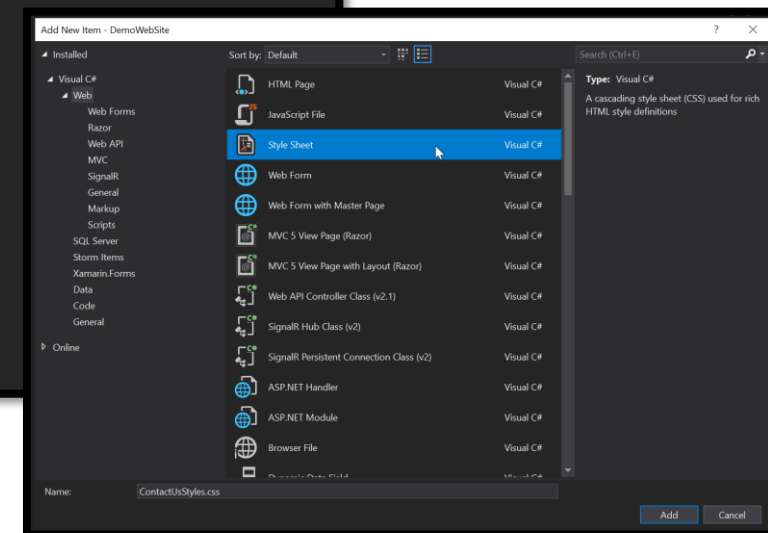 Add New Item - DemoWebSite
?
Installed
Sort by: Default
Search (Ctrl+E)
Visual C#
Web
Web Forms
Razor
Web API
MVC
SignalR
General
Markup
Scripts
SQL Server
Storm Items
Xamarin.Forms
Data
Code
General
Online
HTML Page Visual C#
JavaScript File Visual C#
Style Sheet Visual C#
Web Form Visual C#
Web Form with Master Page Visual C#
MVC 5 View Page (Razor) Visual C#
MVC 5 View Page with Layout (Razor) Visual C#
Web API Controller Class (v2.1) Visual C#
SignalR Hub Class (v2) Visual C#
SignalR Persistent Connection Class (v2) Visual C#
ASP.NET Handler Visual C#
ASP.NET Module Visual C#
Browser File Visual C#
Dynamic Data Field Visual C#
Type: Visual C#
A cascading style sheet (CSS) used for rich
HTML style definitions
Name: ContactUsStyles.css
Add Cancel